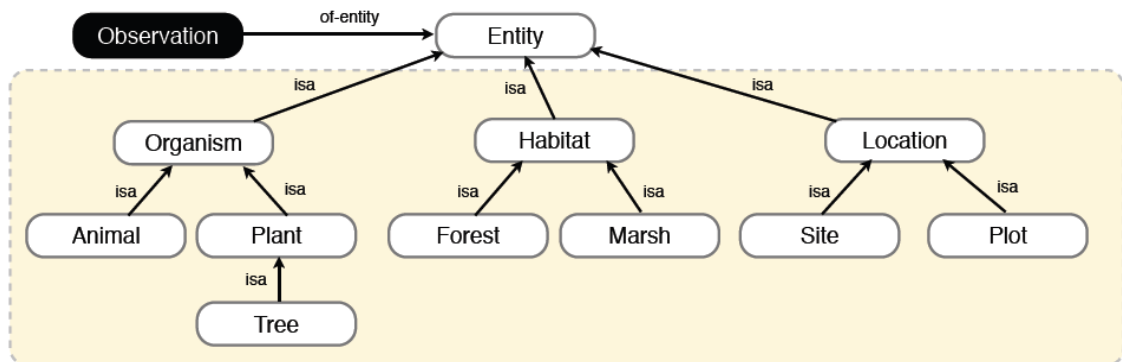 of-entity
Observation
Entity
isa
isa
isa
Organism
Habitat
Location
isa
isa
isa
isa
isa
isa
Animal
Plant
Forest
Marsh
Site
Plot
isa
Tree